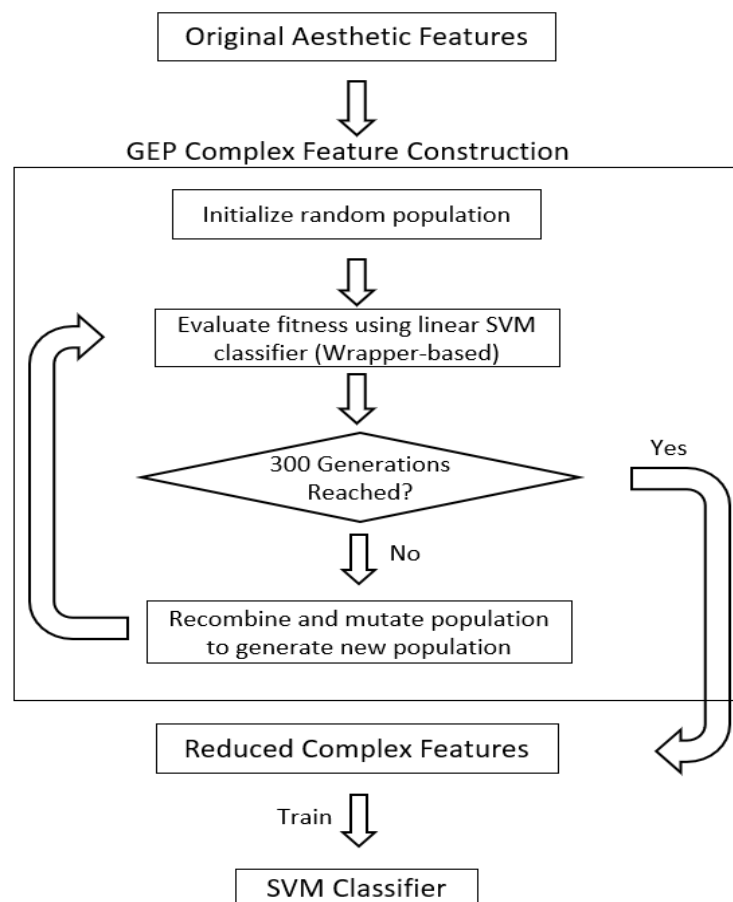 Original Aesthetic Features
GEP Complex Feature Construction
Initialize random population
Evaluate fitness using linear SVM
classifier (Wrapper-based)
300 Generations
Reached?
Yes
No
Recombine and mutate population
to generate new population
Reduced Complex Features
Train
SVM Classifier